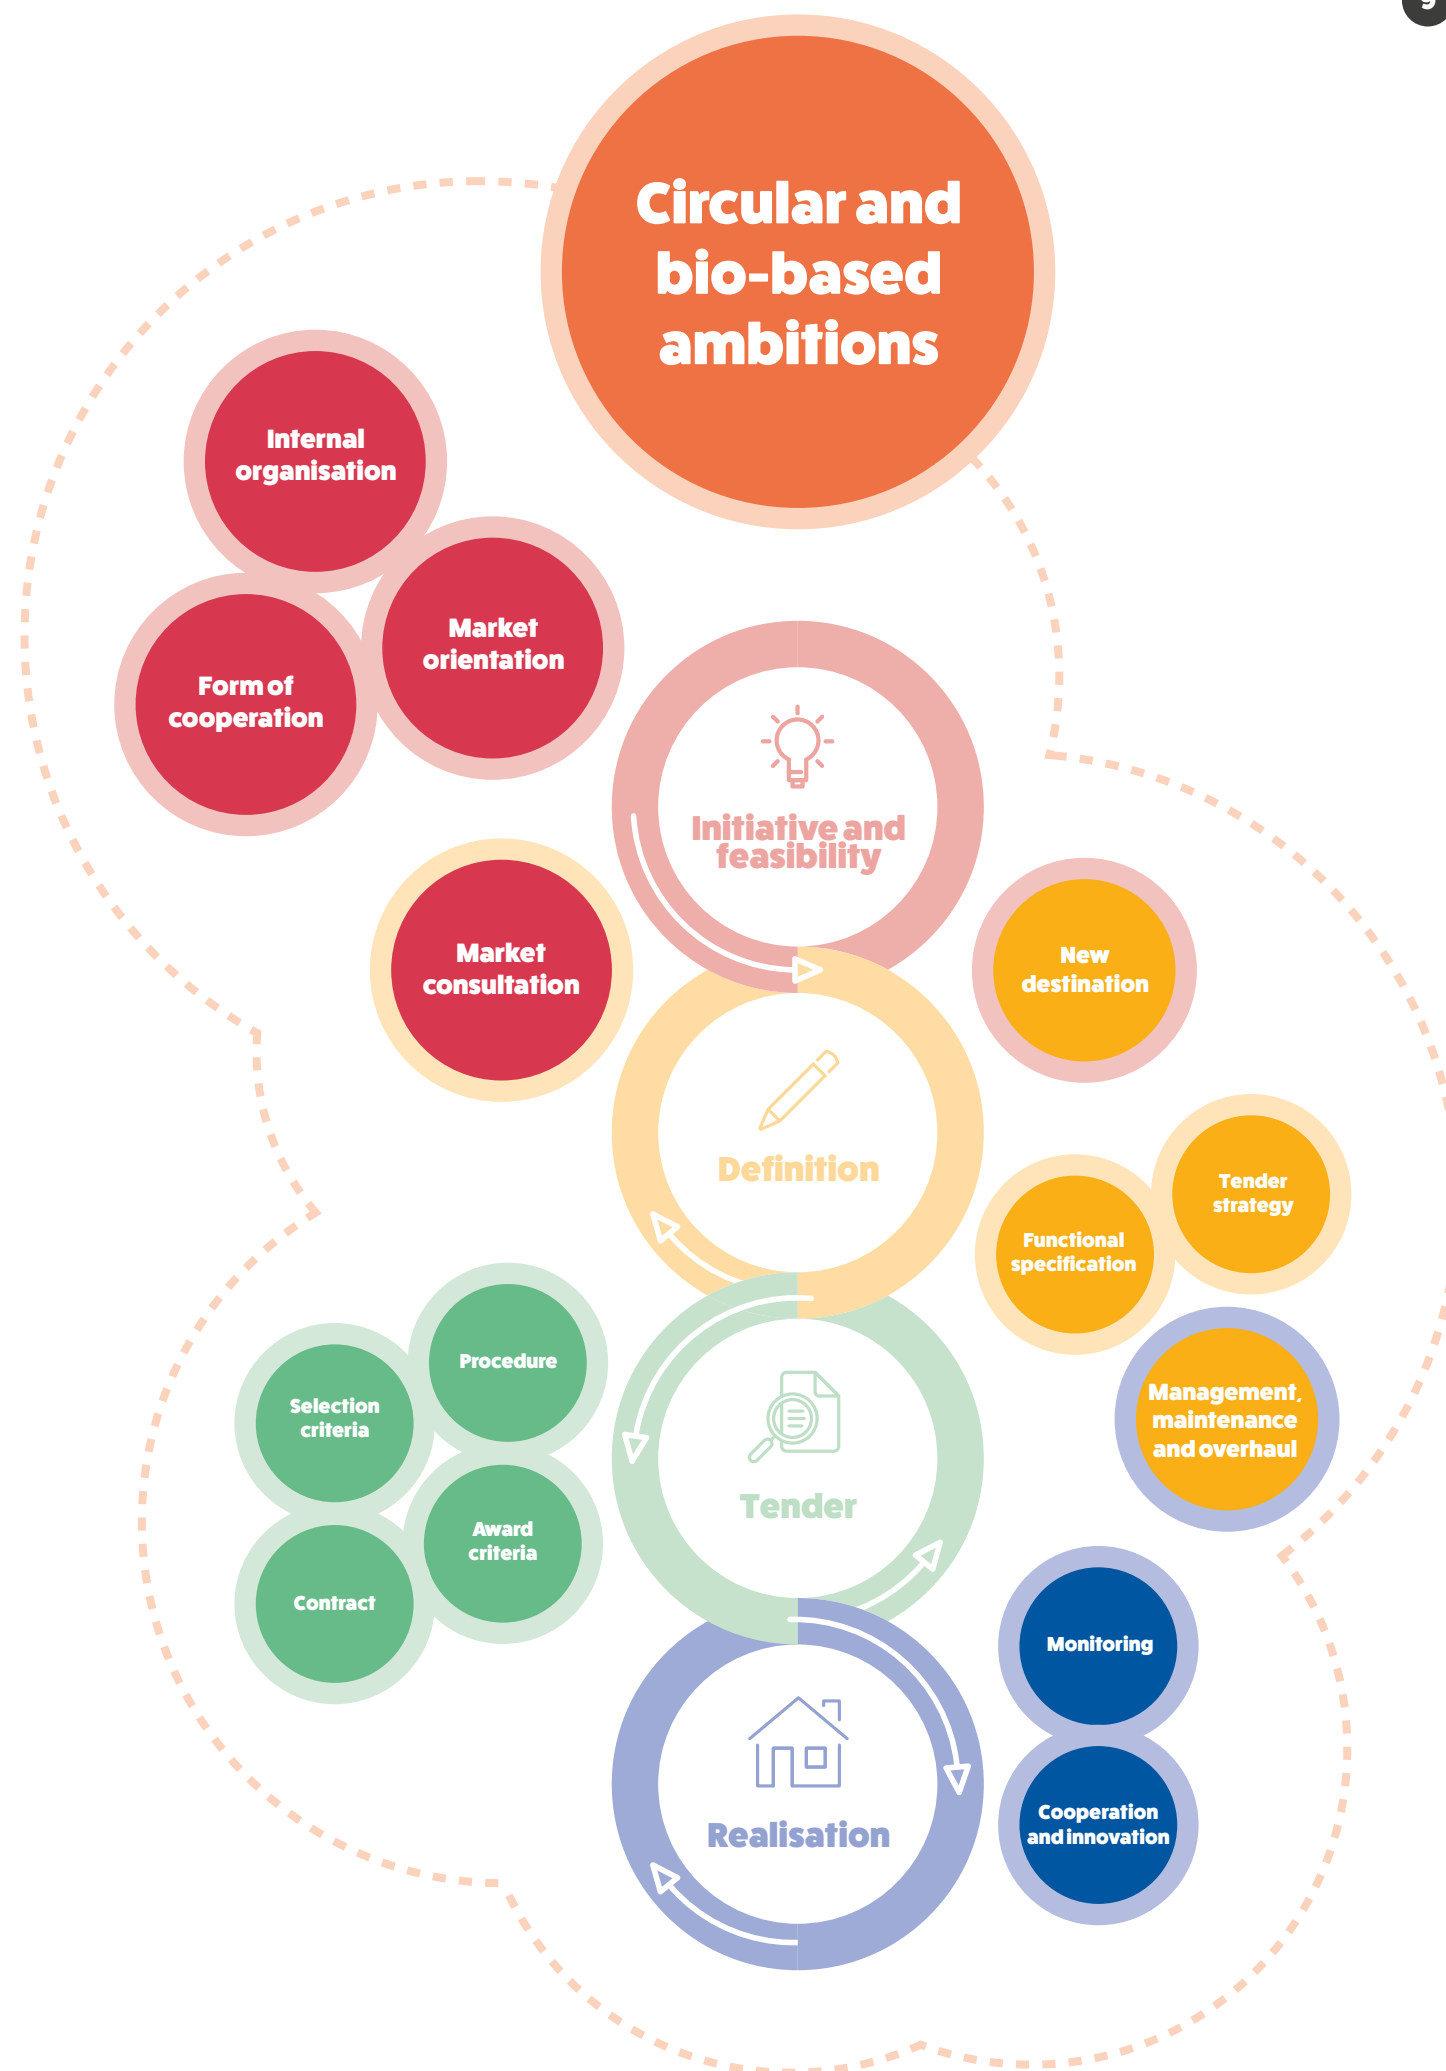 9
Circular and
bio-based
ambitions
Internal
organisation
Market
orientation
Form of
cooperation
Initiative and
feasibility
Market
consultation
New
destination
Definition
Tender
strategy
Functional
specification
Procedure
Selection
criteria
Management,
maintenance
and overhaul
Tender
Award
criteria
Contract
Monitoring
Cooperation
and innovation
Realisation